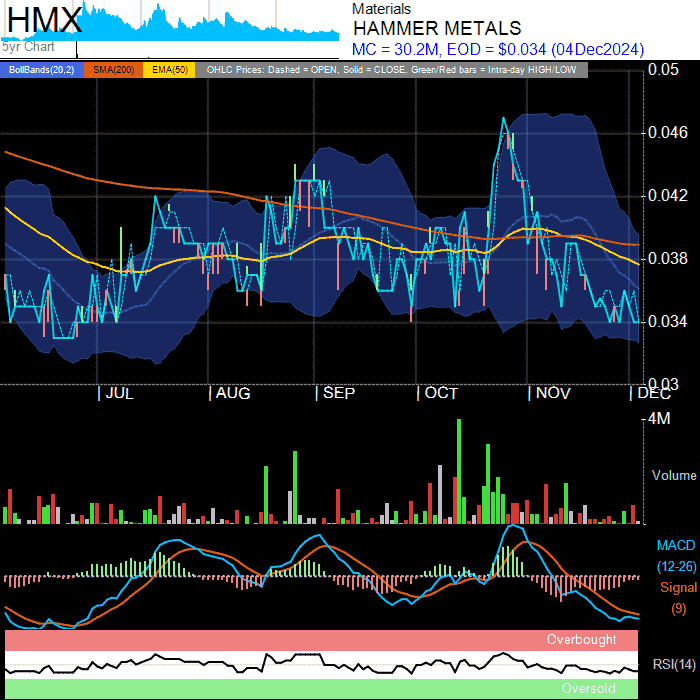 HMX
5yr Chart
Materials
HAMMER METALS
MC = 30.2M, EOD = $0.034 (04Dec2024)
BollBands(20,2) SMA(200) EMA(50) OHLC Prices: Dashed = OPEN, Solid = CLOSE, Green/Red bars = Intra-day HIGH/LOW
0.05
0.046
0.042
0.038
0.034
0.03
JUL AUG SEP OCT NOV DEC
4M
Volume
MACD
(12-26)
Signal
(9)
Overbought
RSI(14)
Oversold